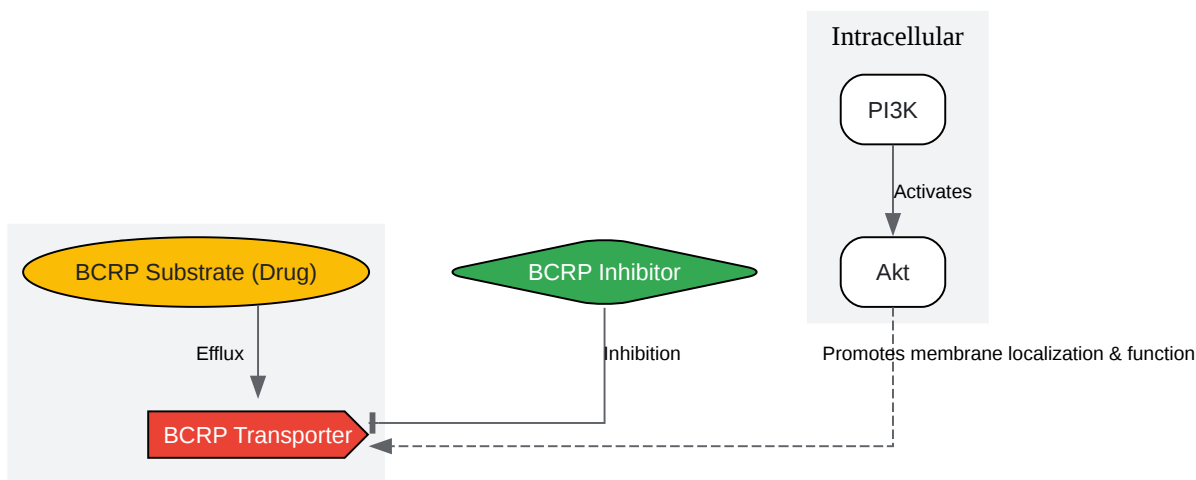 Intracellular
PI3K
Activates
BCRP Substrate (Drug)
BCRP Inhibitor
Akt
Efflux
Inhibition
Promotes membrane localization & function
BCRP Transporter